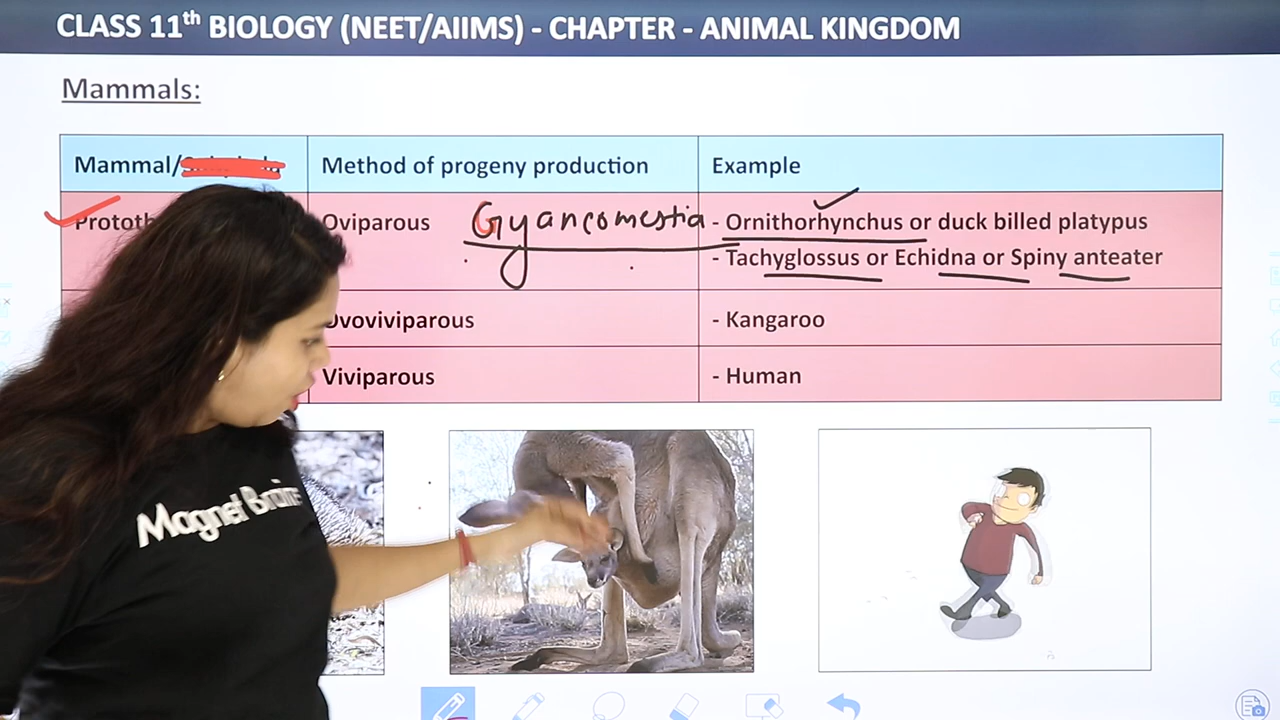 CLASS 11th BIOLOGY (NEET/AIIMS) - CHAPTER - ANIMAL KINGDOM
Mammals:
Mammal/ Method of progeny production Example
Oviparous Gyancomestia - Ornithorhynchus or duck billed platypus
- Tachyglossus or Echidna or Spiny anteater
Ovoviviparous - Kangaroo
Viviparous - Human
Magnet Brains